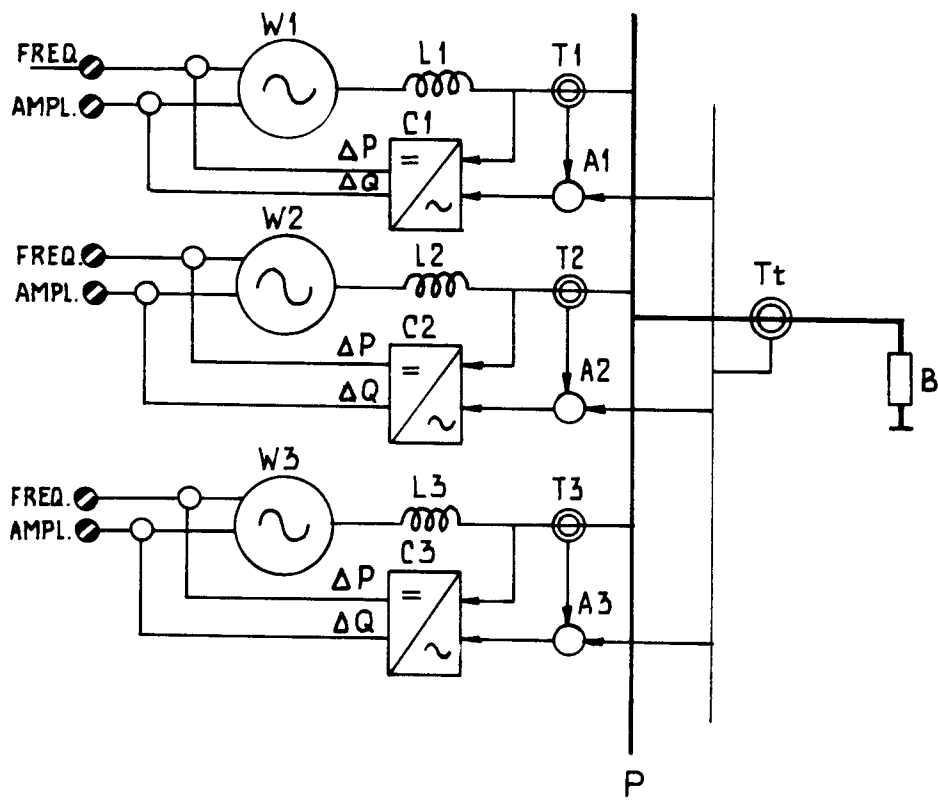 FREQ. W1 L1 T1
AMPL.
C1
ΔP A1
ΔQ
W2
FREQ. L2 T2
AMPL. Tt
C2
ΔP
A2 B
ΔQ
W3
FREQ. L3 T3
AMPL.
C3
ΔP
A3
ΔQ
P